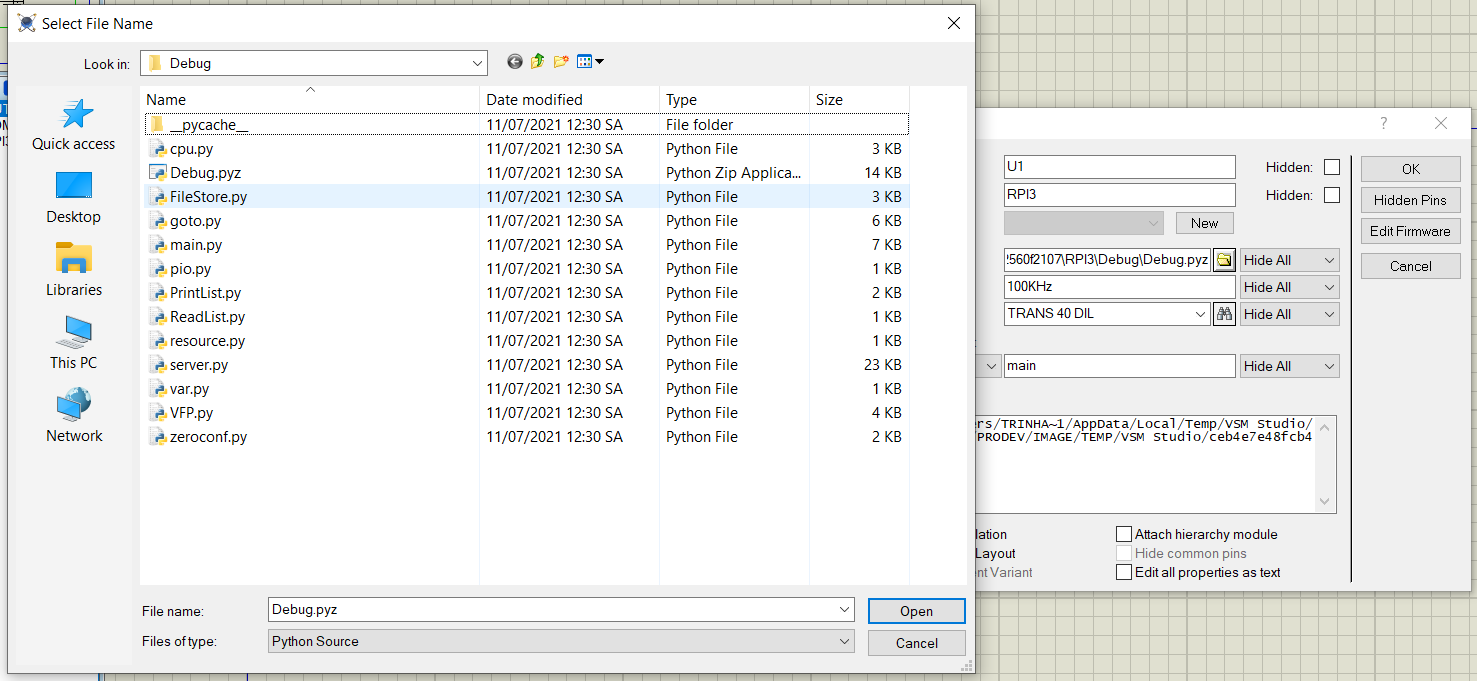 Select File Name
Look in: Debug
Name Date modified Type Size
__pycache__ 11/07/2021 12:30 SA File folder
cpu.py 11/07/2021 12:30 SA Python File 3 KB
Debug.pyz 11/07/2021 12:30 SA Python Zip Applica... 14 KB
FileStore.py 11/07/2021 12:30 SA Python File 3 KB
goto.py 11/07/2021 12:30 SA Python File 6 KB
main.py 11/07/2021 12:30 SA Python File 7 KB
pio.py 11/07/2021 12:30 SA Python File 1 KB
PrintList.py 11/07/2021 12:30 SA Python File 2 KB
ReadList.py 11/07/2021 12:30 SA Python File 1 KB
resource.py 11/07/2021 12:30 SA Python File 1 KB
server.py 11/07/2021 12:30 SA Python File 23 KB
var.py 11/07/2021 12:30 SA Python File 1 KB
VFP.py 11/07/2021 12:30 SA Python File 4 KB
zeroconf.py 11/07/2021 12:30 SA Python File 2 KB
Quick access
Desktop
Libraries
This PC
Network
File name: Debug.pyz Open
Files of type: Python Source Cancel
?
U1 Hidden: OK
RPI3 Hidden: Hidden Pins
New Edit Firmware
560f2107\RPI3\Debug\Debug.pyz Hide All
100KHz Hide All Cancel
TRANS 40 DIL Hide All
main Hide All
rs/TRINHA~1/AppData/Local/Temp/VSM Studio/
PRODEV/IMAGE/TEMP/VSM Studio/ceb4e7e48fcb4
lation Attach hierarchy module
Layout Hide common pins
nt Variant Edit all properties as text